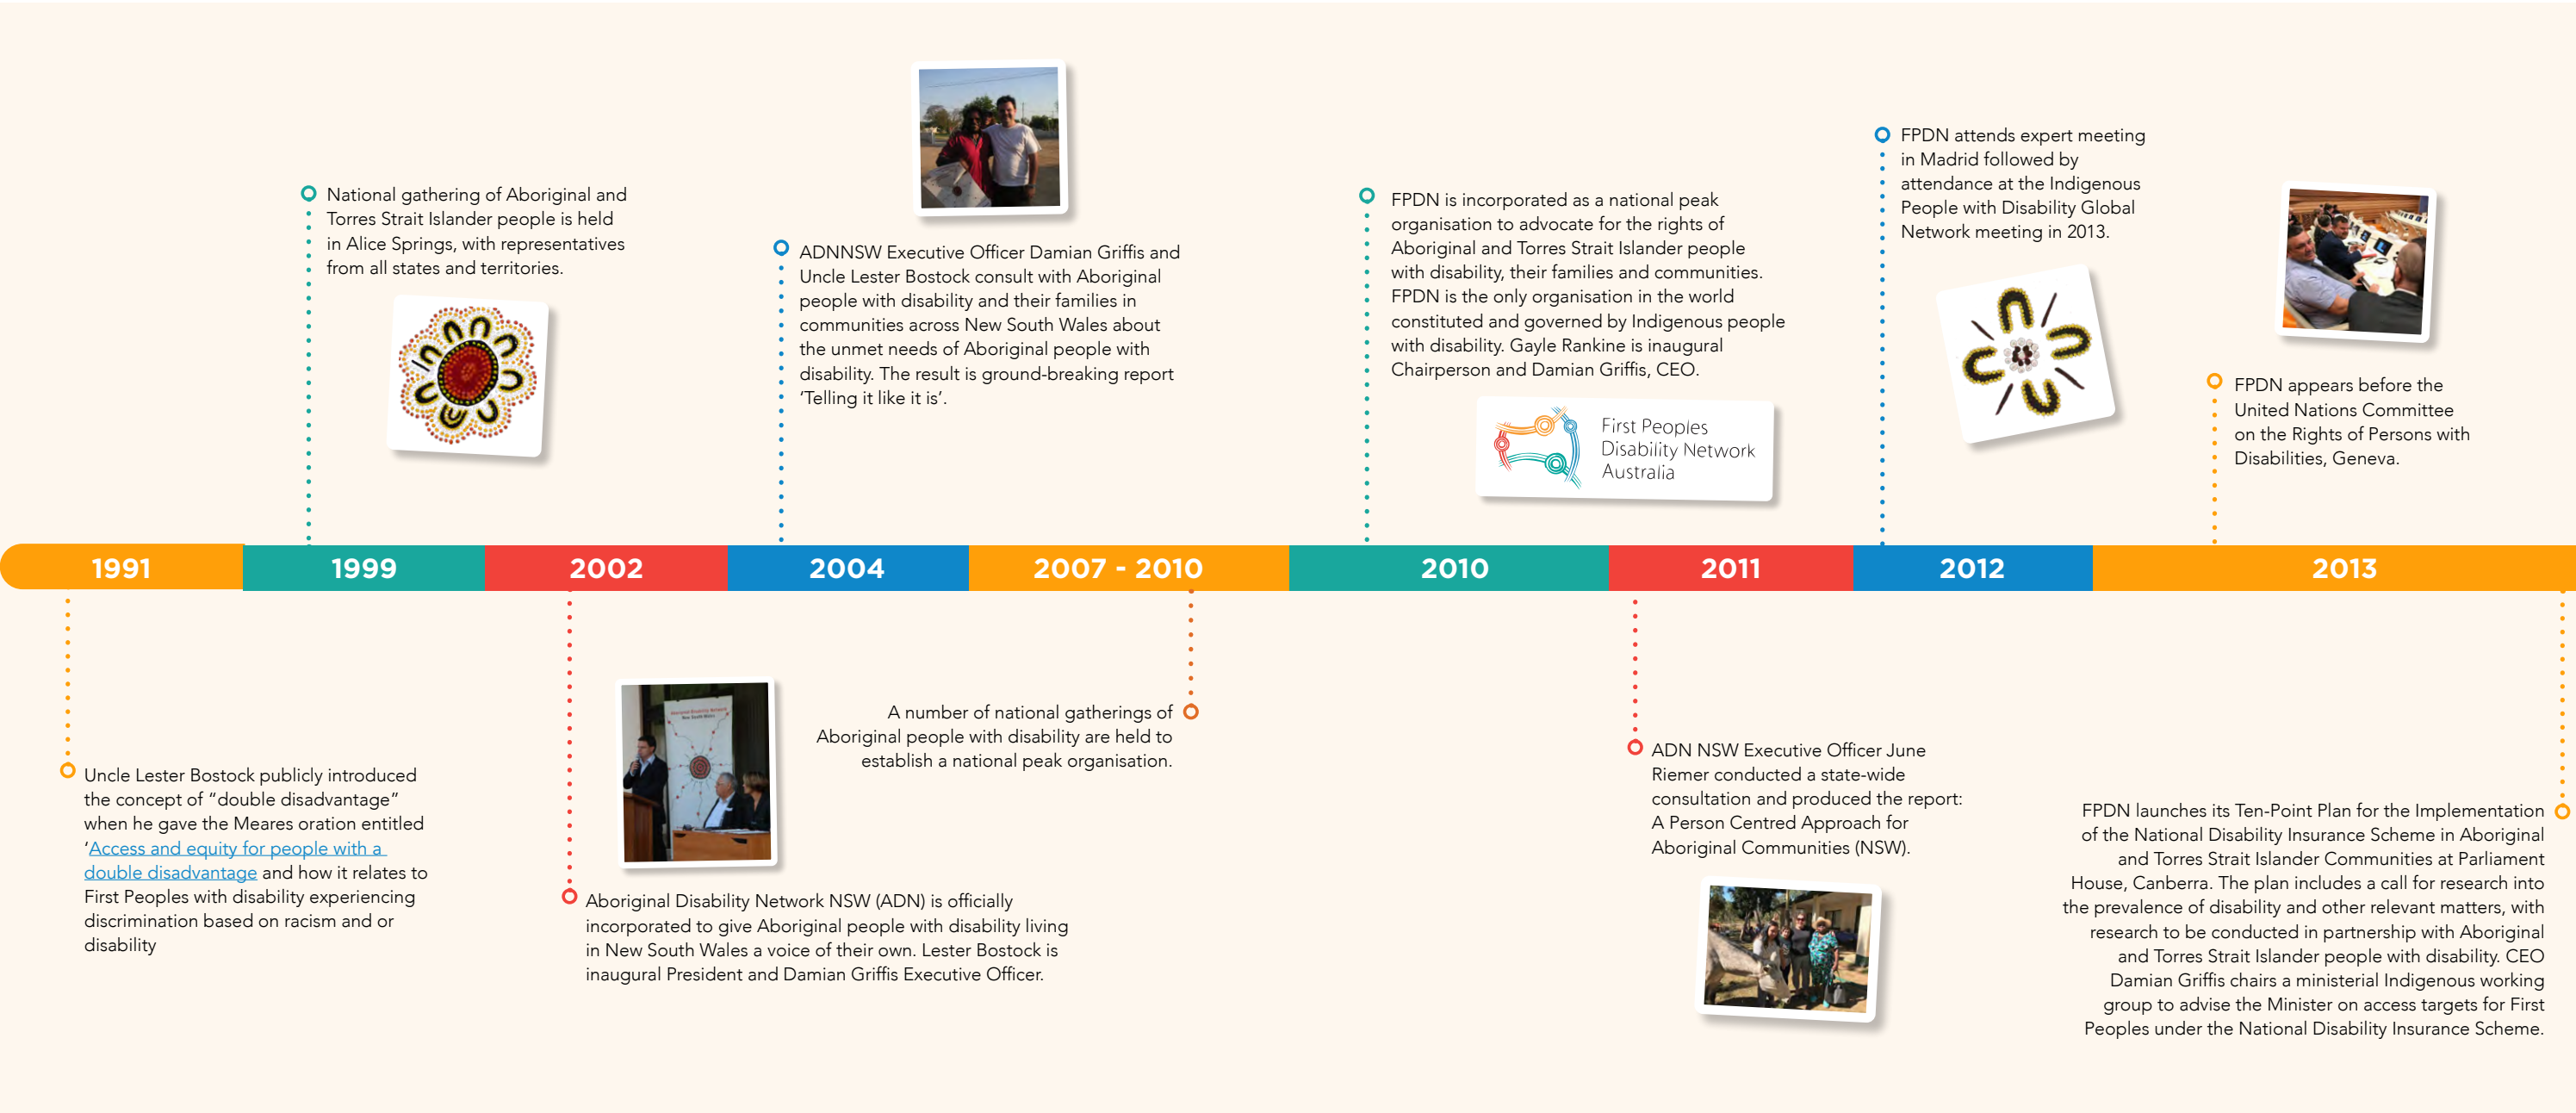 National gathering of Aboriginal and
Torres Strait Islander people is held
in Alice Springs, with representatives
from all states and territories.
ADNNSW Executive Officer Damian Griffis and
Uncle Lester Bostock consult with Aboriginal
people with disability and their families in
communities across New South Wales about
the unmet needs of Aboriginal people with
disability. The result is ground-breaking report
‘Telling it like it is’.
FPDN is incorporated as a national peak
organisation to advocate for the rights of
Aboriginal and Torres Strait Islander people
with disability, their families and communities.
FPDN is the only organisation in the world
constituted and governed by Indigenous people
with disability. Gayle Rankine is inaugural
Chairperson and Damian Griffis, CEO.
First Peoples
Disability Network
Australia
FPDN attends expert meeting
in Madrid followed by
attendance at the Indigenous
People with Disability Global
Network meeting in 2013.
FPDN appears before the
United Nations Committee
on the Rights of Persons with
Disabilities, Geneva.
1991
1999
2002
2004
2007 - 2010
2010
2011
2012
2013
Uncle Lester Bostock publicly introduced
the concept of “double disadvantage”
when he gave the Meares oration entitled
‘Access and equity for people with a
double disadvantage and how it relates to
First Peoples with disability experiencing
discrimination based on racism and or
disability
Aboriginal Disability Network
New South Wales
Aboriginal Disability Network NSW (ADN) is officially
incorporated to give Aboriginal people with disability living
in New South Wales a voice of their own. Lester Bostock is
inaugural President and Damian Griffis Executive Officer.
A number of national gatherings of
Aboriginal people with disability are held to
establish a national peak organisation.
ADN NSW Executive Officer June
Riemer conducted a state-wide
consultation and produced the report:
A Person Centred Approach for
Aboriginal Communities (NSW).
FPDN launches its Ten-Point Plan for the Implementation
of the National Disability Insurance Scheme in Aboriginal
and Torres Strait Islander Communities at Parliament
House, Canberra. The plan includes a call for research into
the prevalence of disability and other relevant matters, with
research to be conducted in partnership with Aboriginal
and Torres Strait Islander people with disability. CEO
Damian Griffis chairs a ministerial Indigenous working
group to advise the Minister on access targets for First
Peoples under the National Disability Insurance Scheme.